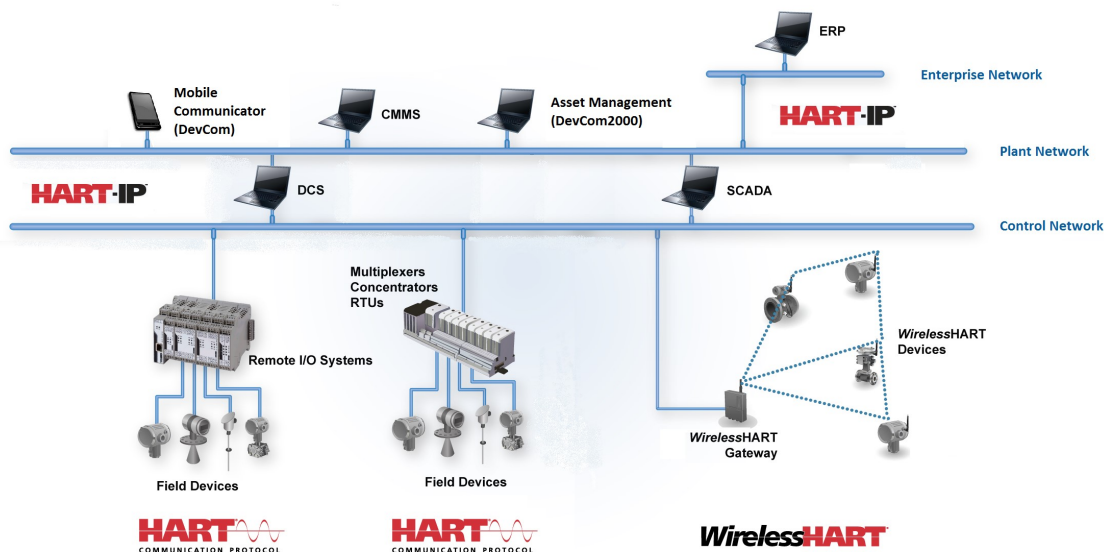 ERP
Enterprise Network
Mobile
Communicator
(DevCom)
CMMS
Asset Management
(DevCom2000)
HART-IP
Plant Network
HART-IP
DCS
SCADA
Control Network
Multiplexers
Concentrators
RTUs
Remote I/O Systems
WirelessHART
Devices
WirelessHART
Gateway
Field Devices
Field Devices
HART
COMMUNICATION PROTOCOL
HART
COMMUNICATION PROTOCOL
WirelessHART